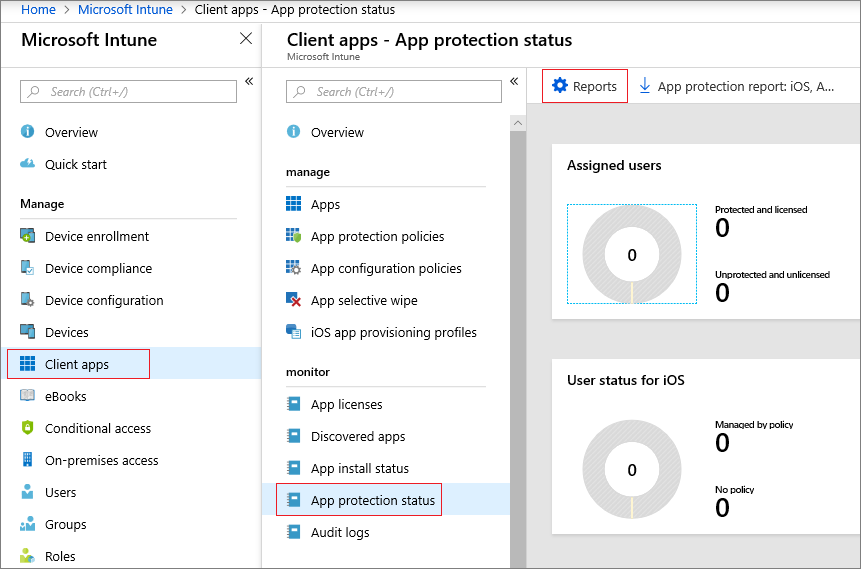 Home > Microsoft Intune > Client apps - App protection status
Microsoft Intune
Search (Ctrl+/)
Overview
Quick start
Manage
Device enrollment
Device compliance
Device configuration
Devices
Client apps
eBooks
Conditional access
On-premises access
Users
Groups
Roles
Client apps - App protection status
Microsoft Intune
Search (Ctrl+/)
Overview
manage
Apps
App protection policies
App configuration policies
App selective wipe
iOS app provisioning profiles
monitor
App licenses
Discovered apps
App install status
App protection status
Audit logs
Reports
App protection report: iOS, A...
Assigned users
0
Protected and licensed
0
Unprotected and unlicensed
0
User status for iOS
0
Managed by policy
0
No policy
0